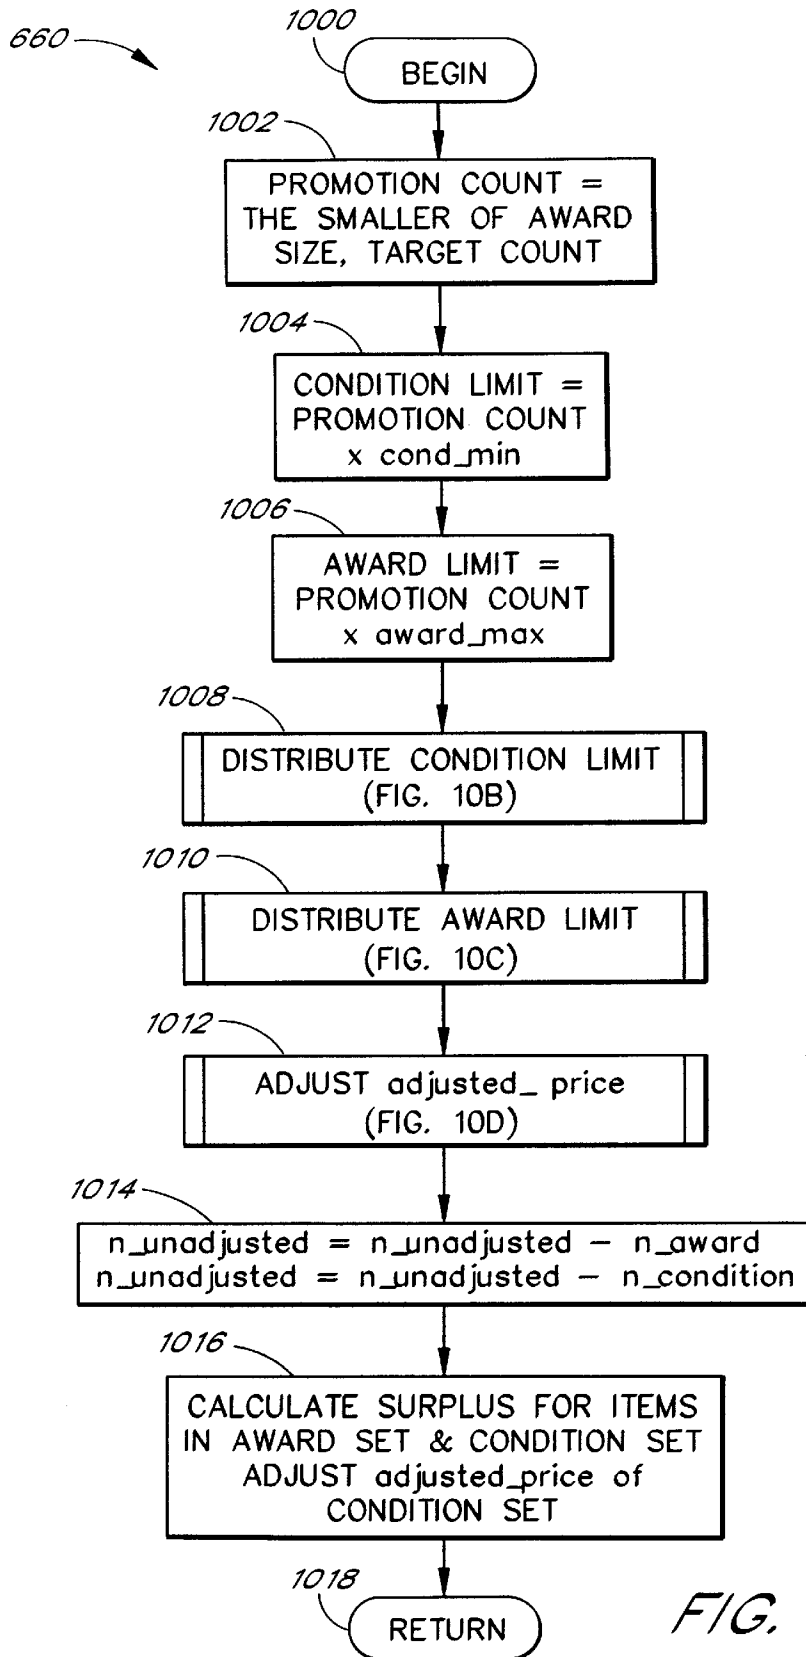 660
1000
BEGIN
1002
PROMOTION COUNT =
THE SMALLER OF AWARD
SIZE, TARGET COUNT
1004
CONDITION LIMIT =
PROMOTION COUNT
x cond_min
1006
AWARD LIMIT =
PROMOTION COUNT
x award_max
1008
DISTRIBUTE CONDITION LIMIT
(FIG. 10B)
1010
DISTRIBUTE AWARD LIMIT
(FIG. 10C)
1012
ADJUST adjusted_ price
(FIG. 10D)
1014
n_unadjusted = n_unadjusted - n_award
n_unadjusted = n_unadjusted - n_condition
1016
CALCULATE SURPLUS FOR ITEMS
IN AWARD SET & CONDITION SET
ADJUST adjusted_price of
CONDITION SET
1018
RETURN
FIG.